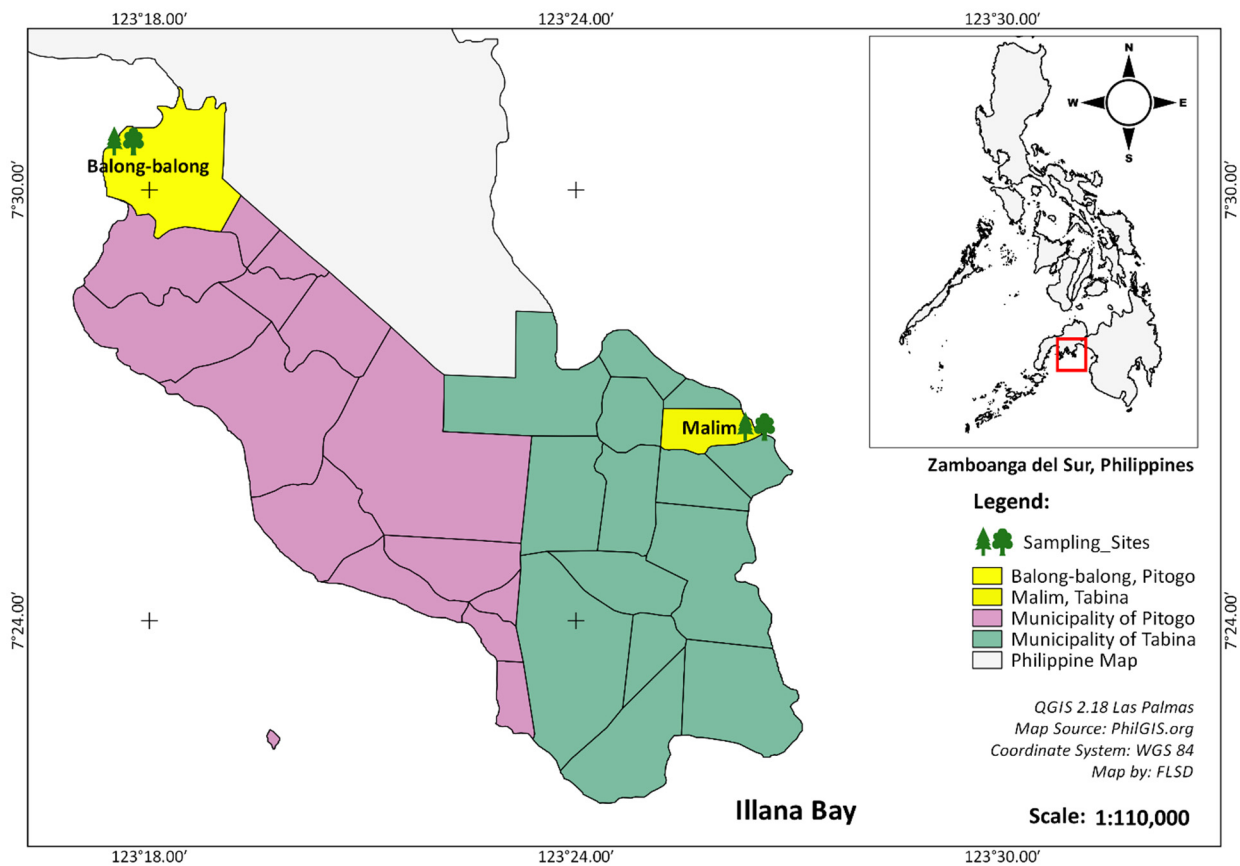 123°18.00′ 123°24.00′ 123°30.00′
7°30.00′
7°30.00′
Balong-balong
Malim
N
W E
S
Zamboanga del Sur, Philippines
Legend:
Sampling_Sites
Balong-balong, Pitogo
Malim, Tabina
Municipality of Pitogo
Municipality of Tabina
Philippine Map
7°24.00′
7°24.00′
QGIS 2.18 Las Palmas
Map Source: PhilGIS.org
Coordinate System: WGS 84
Map by: FLSD
Illana Bay
Scale: 1:110,000
123°18.00′ 123°24.00′ 123°30.00′